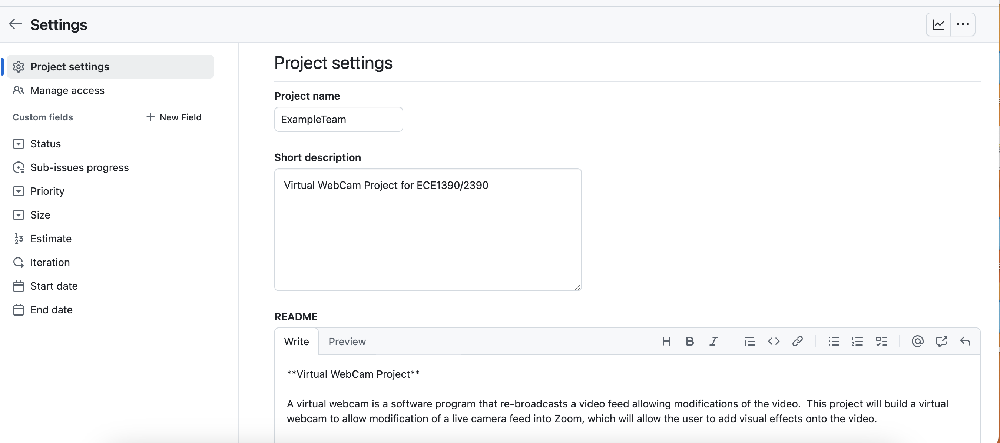 Settings
Project settings
Manage access
Custom fields
New Field
Status
Sub-issues progress
Priority
Size
Estimate
Iteration
Start date
End date
Project settings
Project name
ExampleTeam
Short description
Virtual WebCam Project for ECE1390/2390
README
Write
Preview
**Virtual WebCam Project**
A virtual webcam is a software program that re-broadcasts a video feed allowing modifications of the video.  This project will build a virtual
webcam to allow modification of a live camera feed into Zoom, which will allow the user to add visual effects onto the video.